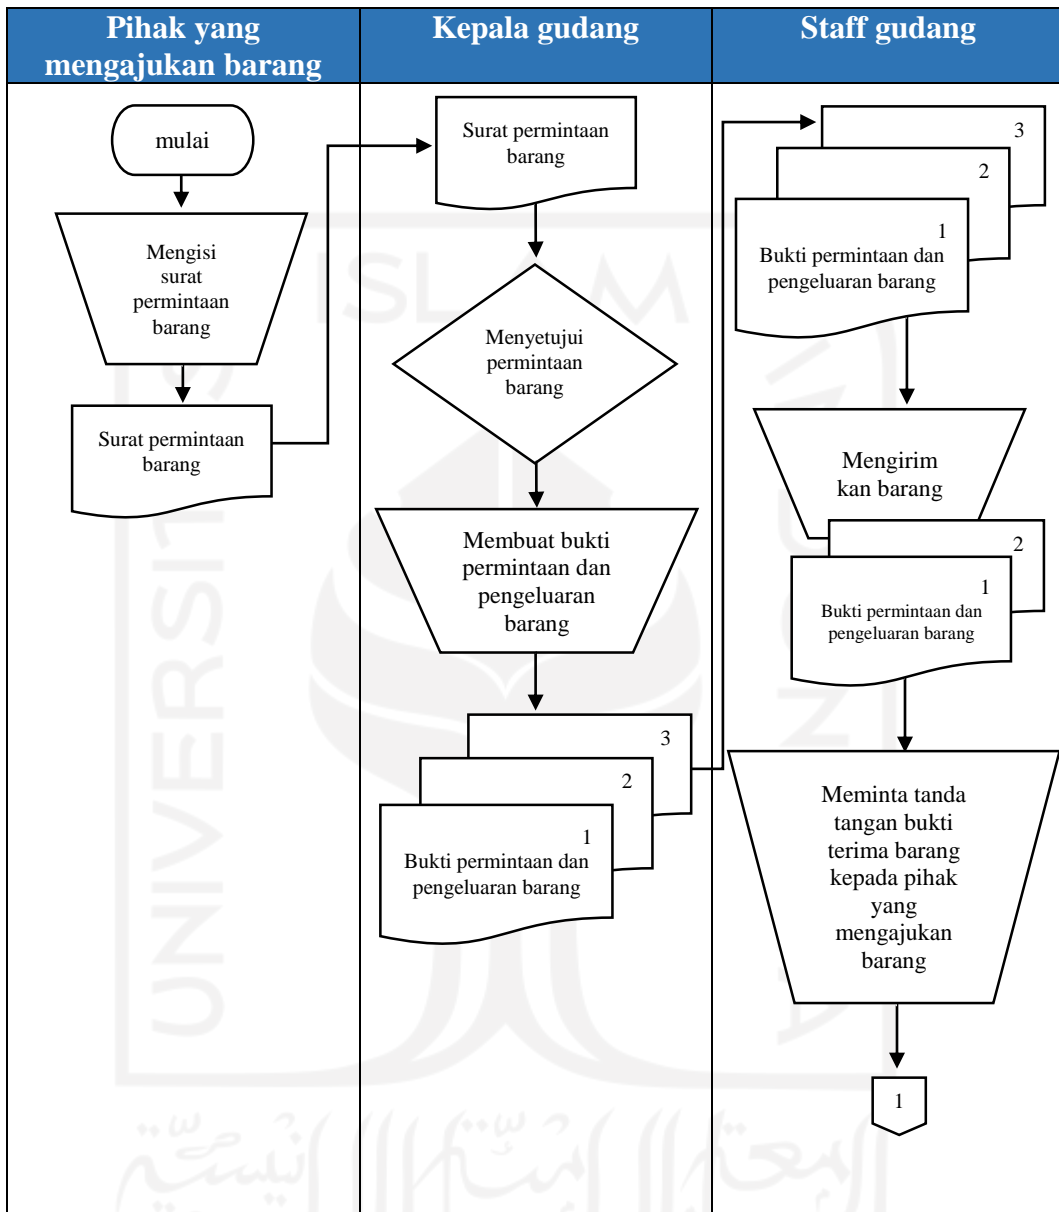 Pihak yang
mengajukan barang
Kepala gudang
Staff gudang
mulai
Mengisi
surat
permintaan
barang
Surat permintaan
barang
Surat permintaan
barang
Menyetujui
permintaan
barang
Membuat bukti
permintaan dan
pengeluaran
barang
3
2
1
Bukti permintaan dan
pengeluaran barang
3
2
1
Bukti permintaan dan
pengeluaran barang
Mengirim
kan barang
2
1
Bukti permintaan dan
pengeluaran barang
Meminta tanda
tangan bukti
terima barang
kepada pihak
yang
mengajukan
barang
1
UNIVERSITAS
ISLAM